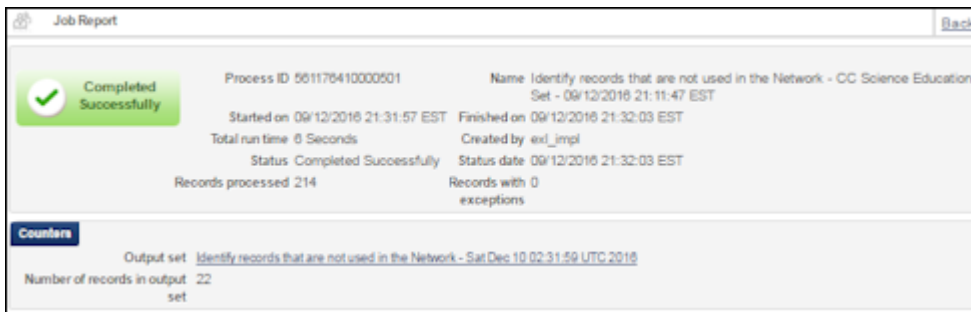 Job Report
Back
Completed Successfully
Process ID 561176410000501
Name Identify records that are not used in the Network - CC Science Education
Set - 09/12/2016 21:11:47 EST
Started on 09/12/2016 21:31:57 EST
Finished on 09/12/2016 21:32:03 EST
Total run time 6 Seconds
Created by exl_impl
Status Completed Successfully
Status date 09/12/2016 21:32:03 EST
Records processed 214
Records with exceptions 0
Counters
Output set Identify records that are not used in the Network - Sat Dec 10 02:31:59 UTC 2016
Number of records in output set 22